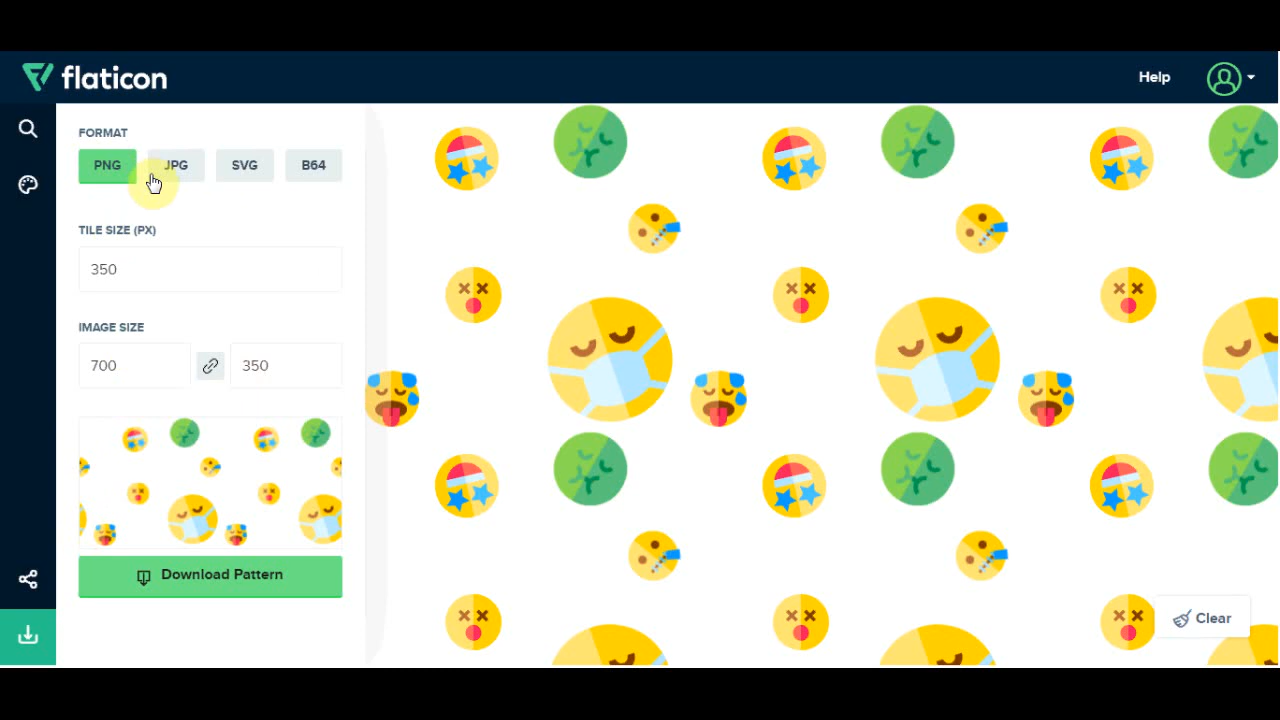 flaticon
Help
FORMAT
PNG JPG SVG B64
TILE SIZE (PX)
350
IMAGE SIZE
700 350
Download Pattern
Clear